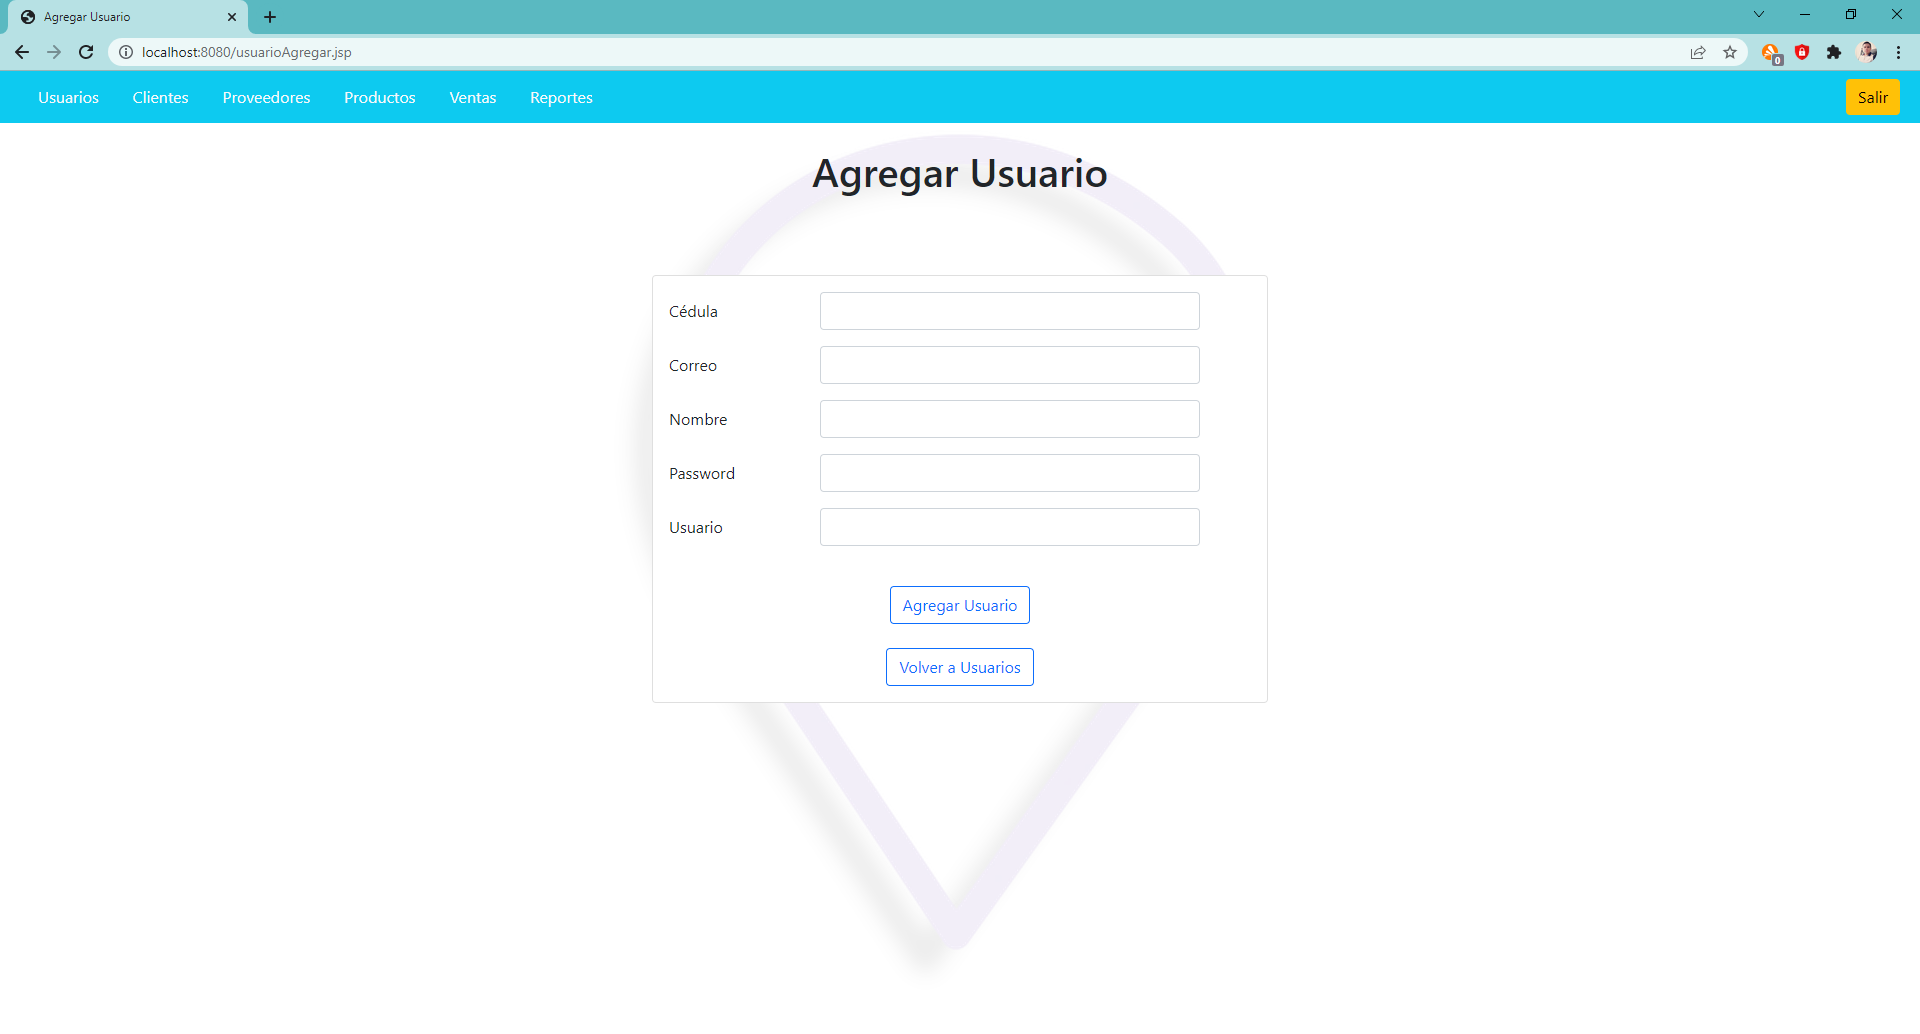 Agregar Usuario
localhost:8080/usuarioAgregar.jsp
0
Usuarios Clientes Proveedores Productos Ventas Reportes Salir
Agregar Usuario
Cédula
Correo
Nombre
Password
Usuario
Agregar Usuario
Volver a Usuarios